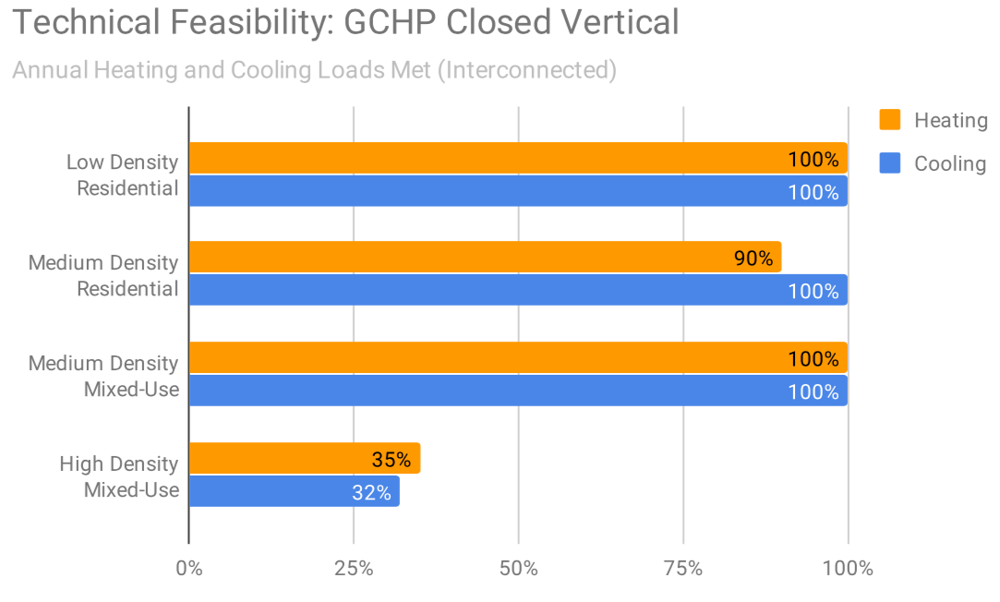 Technical Feasibility: GCHP Closed Vertical
Annual Heating and Cooling Loads Met (Interconnected)
Heating
Cooling
Low Density
Residential
100%
100%
Medium Density
Residential
90%
100%
Medium Density
Mixed-Use
100%
100%
High Density
Mixed-Use
35%
32%
0% 25% 50% 75% 100%